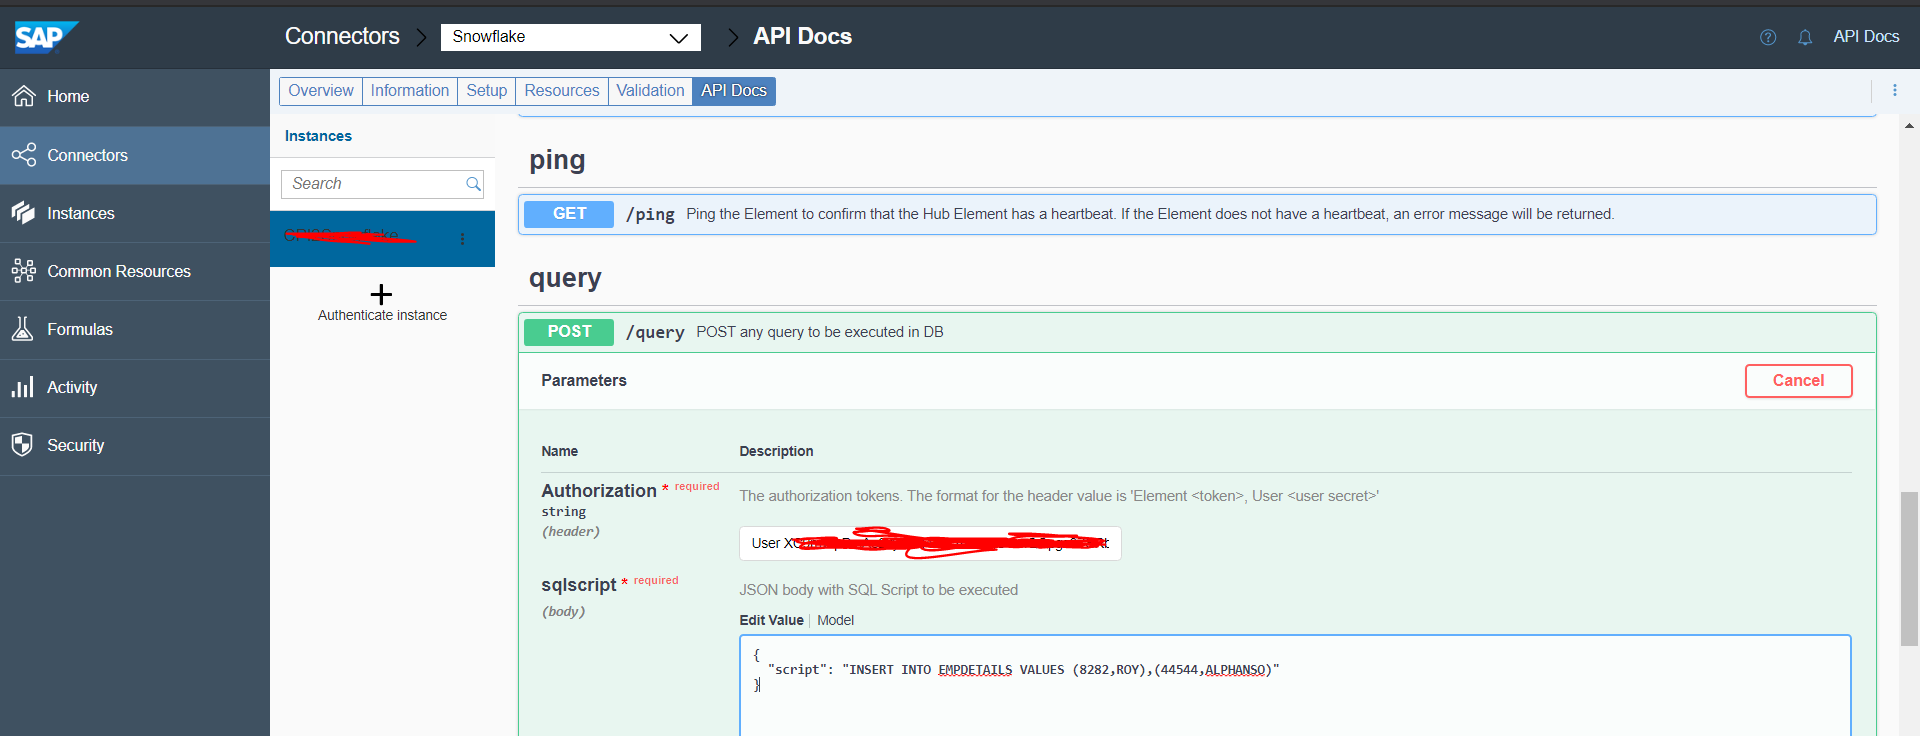 SAP
Connectors
Snowflake
API Docs
API Docs
Home
Connectors
Instances
Common Resources
Formulas
Activity
Security
Overview
Information
Setup
Resources
Validation
API Docs
Instances
Search
Authenticate instance
ping
GET /ping Ping the Element to confirm that the Hub Element has a heartbeat. If the Element does not have a heartbeat, an error message will be returned.
query
POST /query POST any query to be executed in DB
Parameters
Cancel
Name Description
Authorization * required
string
(header)
The authorization tokens. The format for the header value is 'Element <token>, User <user secret>'
User
sqlscript * required
(body)
JSON body with SQL Script to be executed
Edit Value | Model
{
"script": "INSERT INTO EMPDETAILS VALUES (8282,ROY),(44544,ALPHANSO)"
}